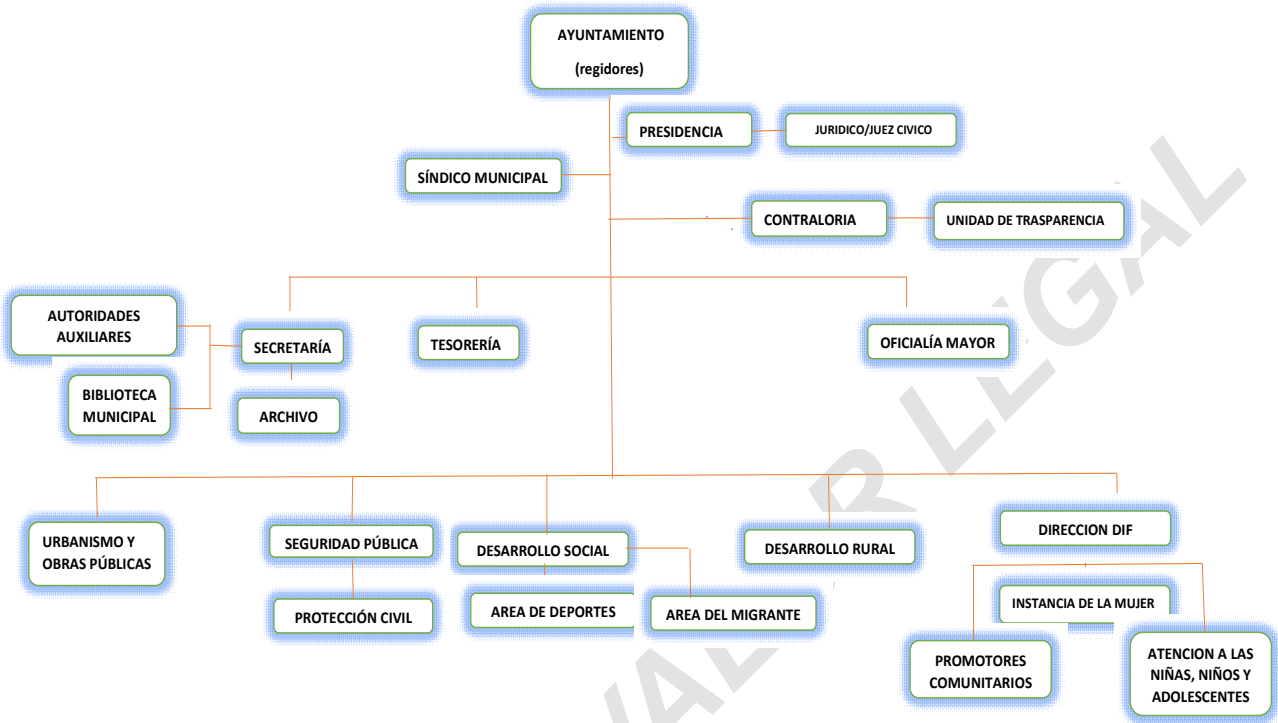 AYUNTAMIENTO
(regidores)
PRESIDENCIA
JURIDICO/JUEZ CIVICO
SÍNDICO MUNICIPAL
CONTRALORIA
UNIDAD DE TRASPARENCIA
AUTORIDADES
AUXILIARES
SECRETARÍA
TESORERÍA
OFICIALÍA MAYOR
BIBLIOTECA
MUNICIPAL
ARCHIVO
URBANISMO Y
OBRAS PÚBLICAS
SEGURIDAD PÚBLICA
DESARROLLO SOCIAL
DESARROLLO RURAL
DIRECCION DIF
PROTECCIÓN CIVIL
AREA DE DEPORTES
AREA DEL MIGRANTE
INSTANCIA DE LA MUJER
PROMOTORES
COMUNITARIOS
ATENCION A LAS
NIÑAS, NIÑOS Y
ADOLESCENTES
VALOR LEGAL